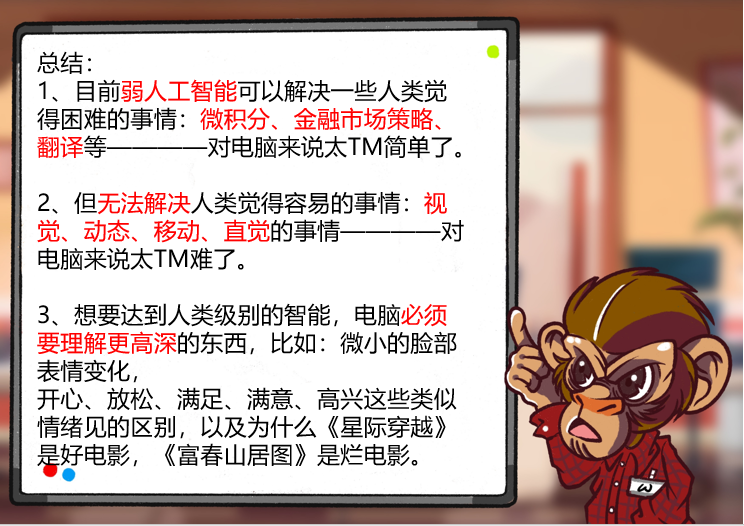 总结：
1、目前弱人工智能可以解决一些人类觉
得困难的事情：微积分、金融市场策略、
翻译等—————对电脑来说太TM简单了。
2、但无法解决人类觉得容易的事情：视
觉、动态、移动、直觉的事情—————对
电脑来说太TM难了。
3、想要达到人类级别的智能，电脑必须
要理解更高深的东西，比如：微小的脸部
表情变化，
开心、放松、满足、满意、高兴这些类似
情绪见的区别，以及为什么《星际穿越》
是好电影，《富春山居图》是烂电影。
ω